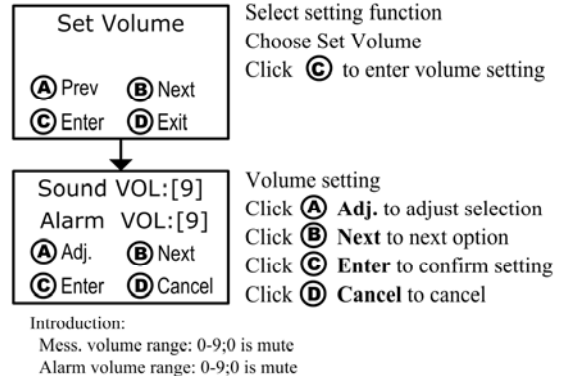 Set Volume
Ⓐ Prev Ⓑ Next
Ⓒ Enter Ⓓ Exit
Select setting function
Choose Set Volume
Click Ⓒ to enter volume setting
Sound VOL:[9]
Alarm VOL:[9]
Ⓐ Adj. Ⓑ Next
Ⓒ Enter Ⓓ Cancel
Volume setting
Click Ⓐ Adj. to adjust selection
Click Ⓑ Next to next option
Click Ⓒ Enter to confirm setting
Click Ⓓ Cancel to cancel
Introduction:
Mess. volume range: 0-9;0 is mute
Alarm volume range: 0-9;0 is mute